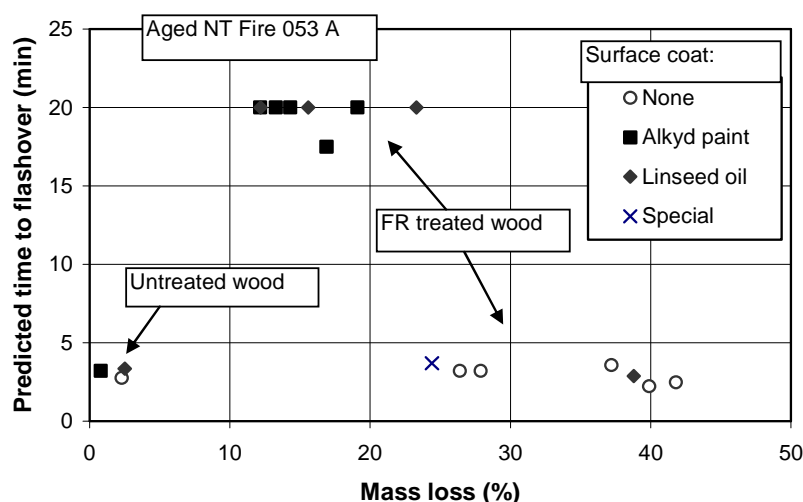 Aged NT Fire 053 A
Surface coat:
None
Alkyd paint
Linseed oil
Special
FR treated wood
Untreated wood
Predicted time to flashover (min)
25
20
15
10
5
0
0 10 20 30 40 50
Mass loss (%)